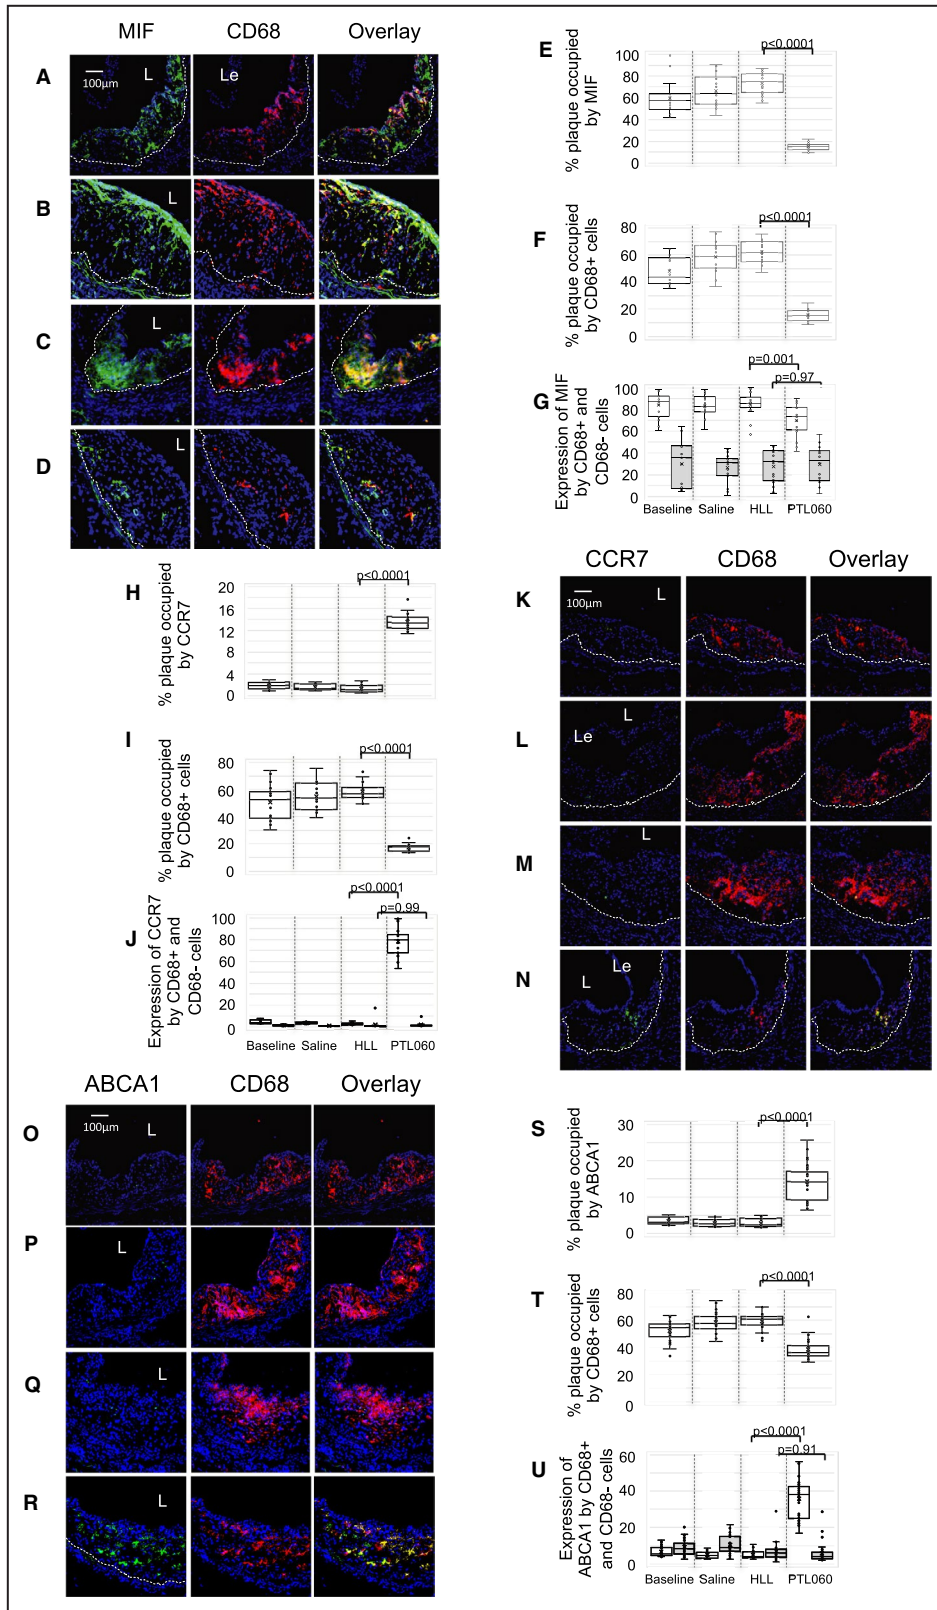 MIF CD68 Overlay
A
100µm
L
Le
B
L
C
L
D
L
E
% plaque occupied
by MIF
100
80
60
40
20
0
p<0.0001
F
% plaque occupied
by CD68+ cells
80
60
40
20
0
p<0.0001
G
Expression of MIF
by CD68+ and
CD68- cells
100
80
60
40
20
0
p=0.001
p=0.97
Baseline Saline HLL PTL060
H
% plaque occupied
by CCR7
20
16
12
8
4
0
p<0.0001
I
% plaque occupied
by CD68+ cells
80
60
40
20
0
p<0.0001
J
Expression of CCR7
by CD68+ and
CD68- cells
100
80
60
40
20
0
p<0.0001
p=0.99
Baseline Saline HLL PTL060
CCR7 CD68 Overlay
K
100µm
L
L
L
Le
M
L
N
Le
L
ABCA1 CD68 Overlay
O
100µm
L
P
L
Q
L
R
L
S
% plaque occupied
by ABCA1
30
20
10
0
p<0.0001
T
% plaque occupied
by CD68+ cells
80
60
40
20
0
p<0.0001
U
Expression of
ABCA1 by CD68+
and CD68- cells
60
40
20
0
p<0.0001
p=0.91
Baseline Saline HLL PTL060